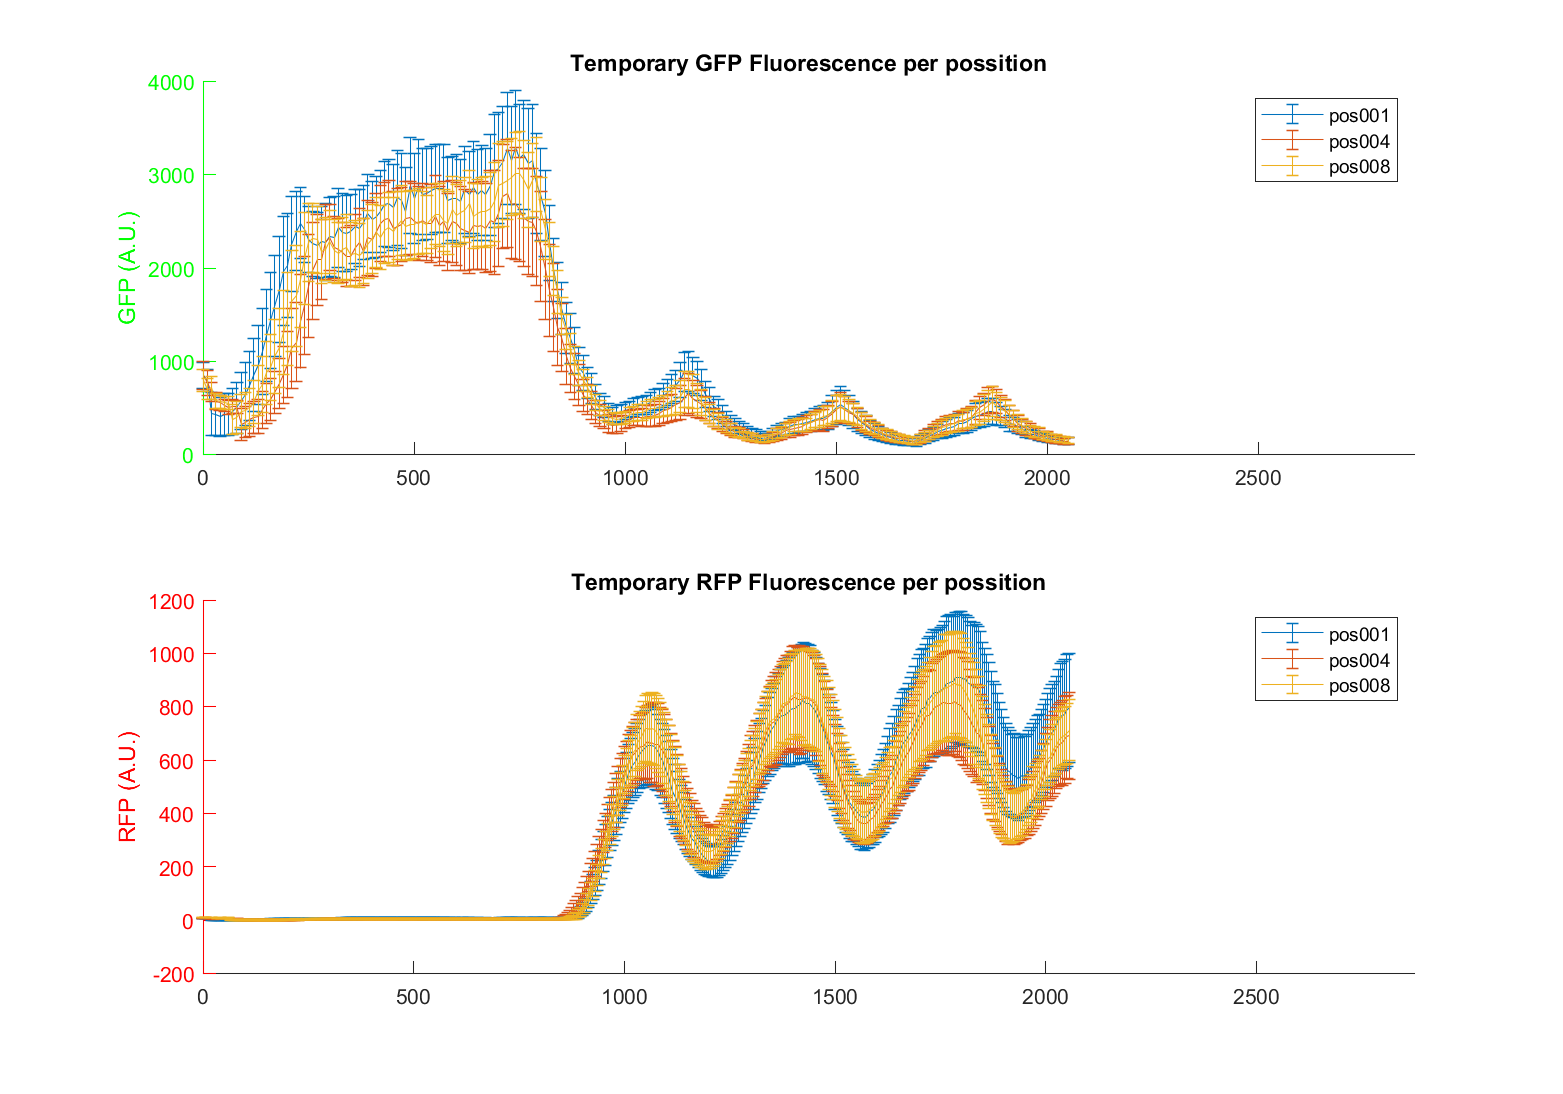 Temporary GFP Fluorescence per possition
4000
3000
2000
1000
0
GFP (A.U.)
0 500 1000 1500 2000 2500
pos001
pos004
pos008
Temporary RFP Fluorescence per possition
1200
1000
800
600
400
200
0
-200
RFP (A.U.)
0 500 1000 1500 2000 2500
pos001
pos004
pos008